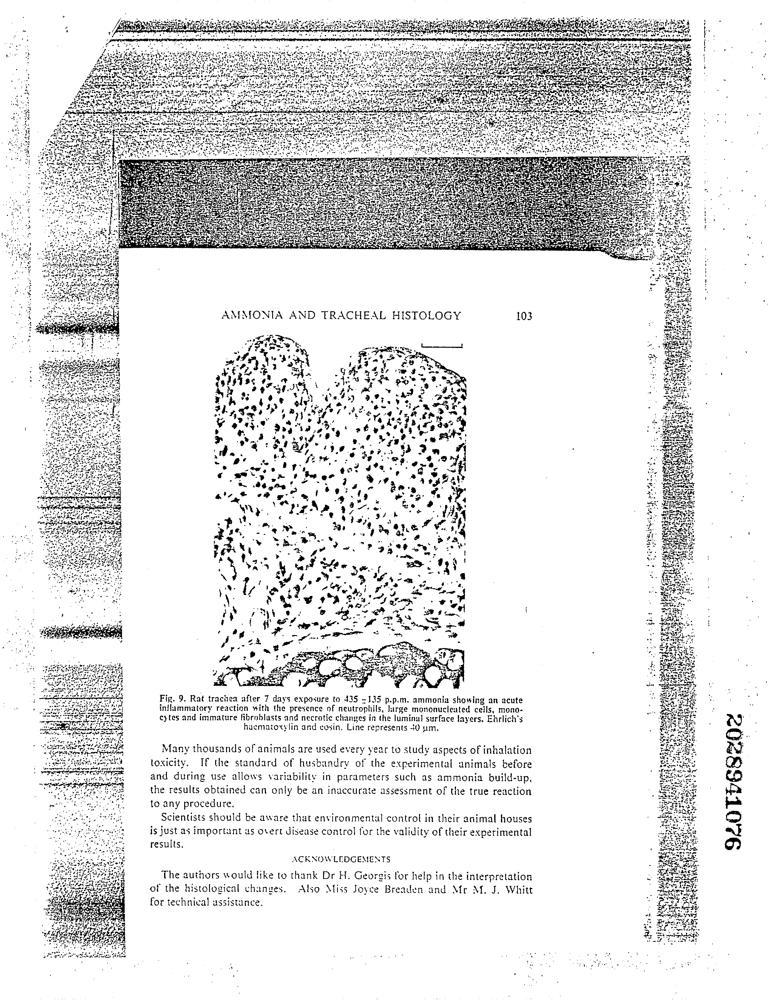 AMMONIA AND TRACHEAL HISTOLOGY 103
Fig. 9. Rat trachea after 7 days exposure to 435 ± 135 p.p.m. ammonia showing an acute
inflammatory reaction with the presence of neutrophils, large mononucleated cells, mono-
cytes and immature fibroblasts and necrotic changes in the luminal surface layers. Ehrlich's
haematoxylin and eosin. Line represents 40 μm.
Many thousands of animals are used every year to study aspects of inhalation
toxicity. If the standard of husbandry of the experimental animals before
and during use allows variability in parameters such as ammonia build-up,
the results obtained can only be an inaccurate assessment of the true reaction
to any procedure.
Scientists should be aware that environmental control in their animal houses
is just as important as overt disease control for the validity of their experimental
results.
ACKNOWLEDGEMENTS
The authors would like to thank Dr H. Georgis for help in the interpretation
of the histological changes. Also Miss Joyce Breaden and Mr M. J. Whitt
for technical assistance.
2028941076